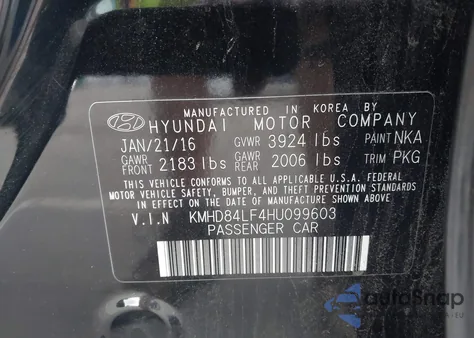 MANUFACTURED IN KOREA BY
HYUNDAI MOTOR COMPANY
JAN/21/16 GVWR 3924 lbs PAINT NKA
GAWR FRONT 2183 lbs GAWR REAR 2006 lbs TRIM PKG
THIS VEHICLE CONFORMS TO ALL APPLICABLE U.S.A. FEDERAL
MOTOR VEHICLE SAFETY, BUMPER, AND THEFT PREVENTION STANDARDS
IN EFFECT ON THE DATE OF MANUFACTURE SHOWN ABOVE.
V.I.N KMHD84LF4HU099603
PASSENGER CAR
autoSnap